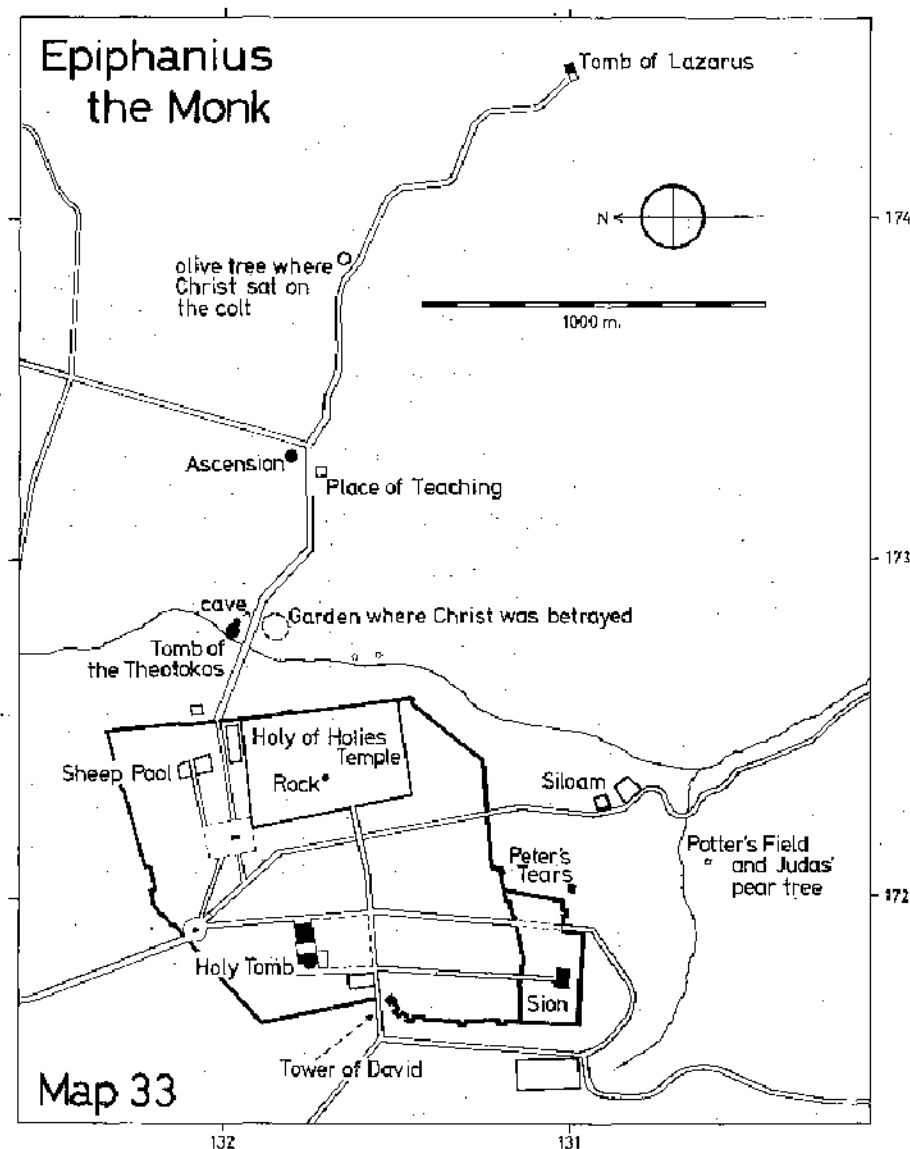 Epiphanius
the Monk
Tomb of Lazarus
N
174
olive tree where
Christ sat on
the colt
1000 m.
Ascension
Place of Teaching
173
cave
Garden where Christ was betrayed
Tomb of
the Theotokos
Holy of Holies
Temple
Sheep Pool
Rock
Siloam
Potter's Field
and Judas'
pear tree
Peter's
Tears
172
Holy Tomb
Sion
Tower of David
Map 33
132
131